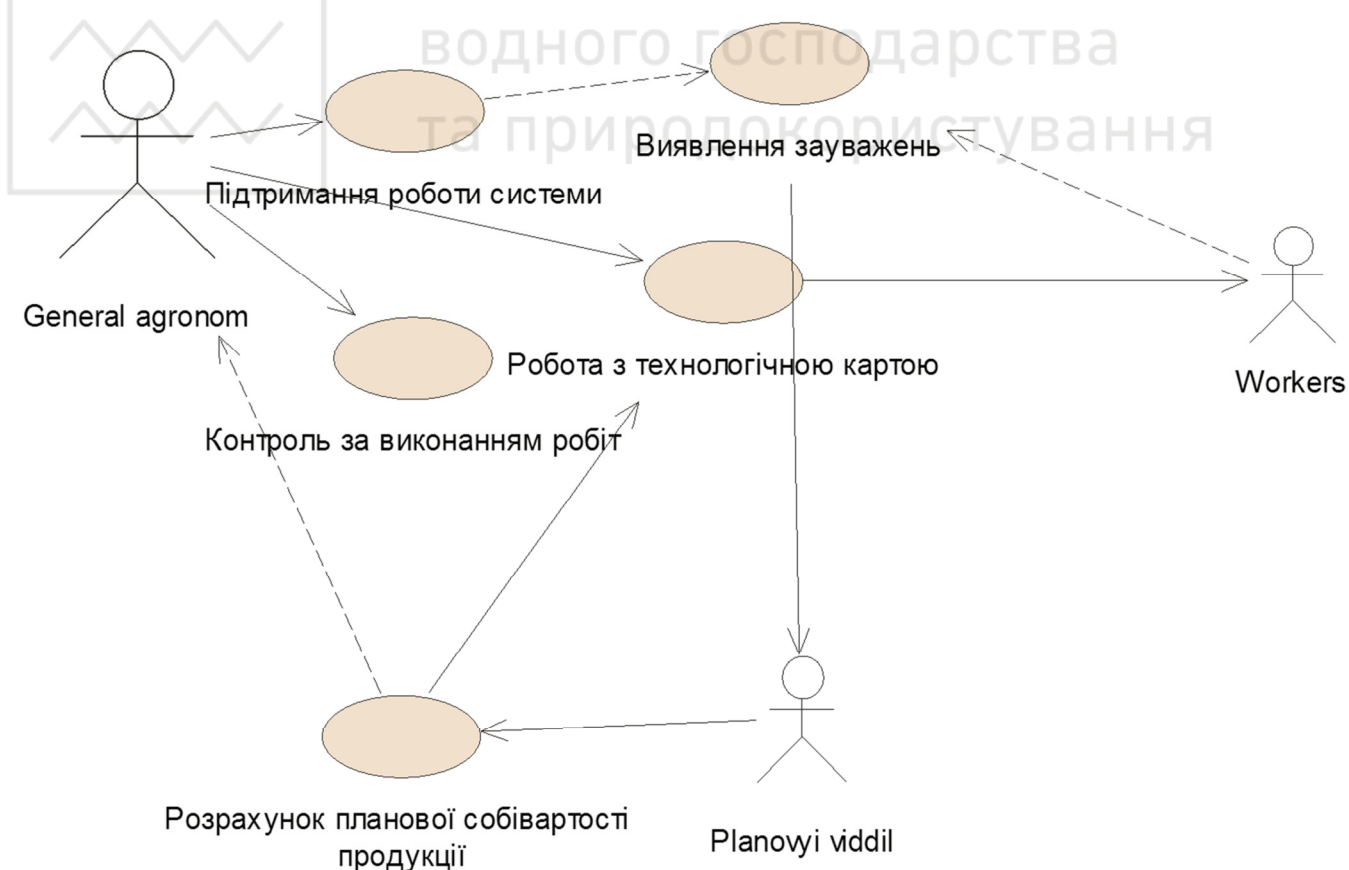 водного господарства
та природокористування
Виявлення зауважень
Підтримання роботи системи
General agronom
Робота з технологічною картою
Workers
Контроль за виконанням робіт
Розрахунок планової собівартості
продукції
Planovyi viddil